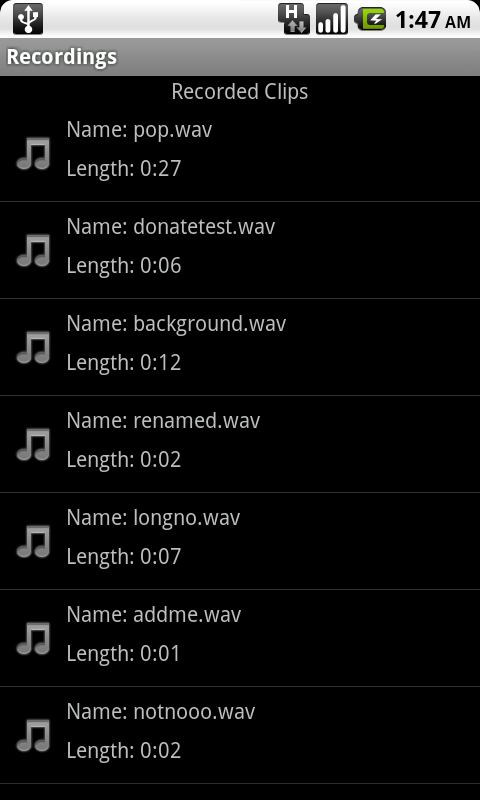 H
1:47 AM
Recordings
Recorded Clips
Name: pop.wav
Length: 0:27
Name: donatetest.wav
Length: 0:06
Name: background.wav
Length: 0:12
Name: renamed.wav
Length: 0:02
Name: longno.wav
Length: 0:07
Name: addme.wav
Length: 0:01
Name: notnooo.wav
Length: 0:02